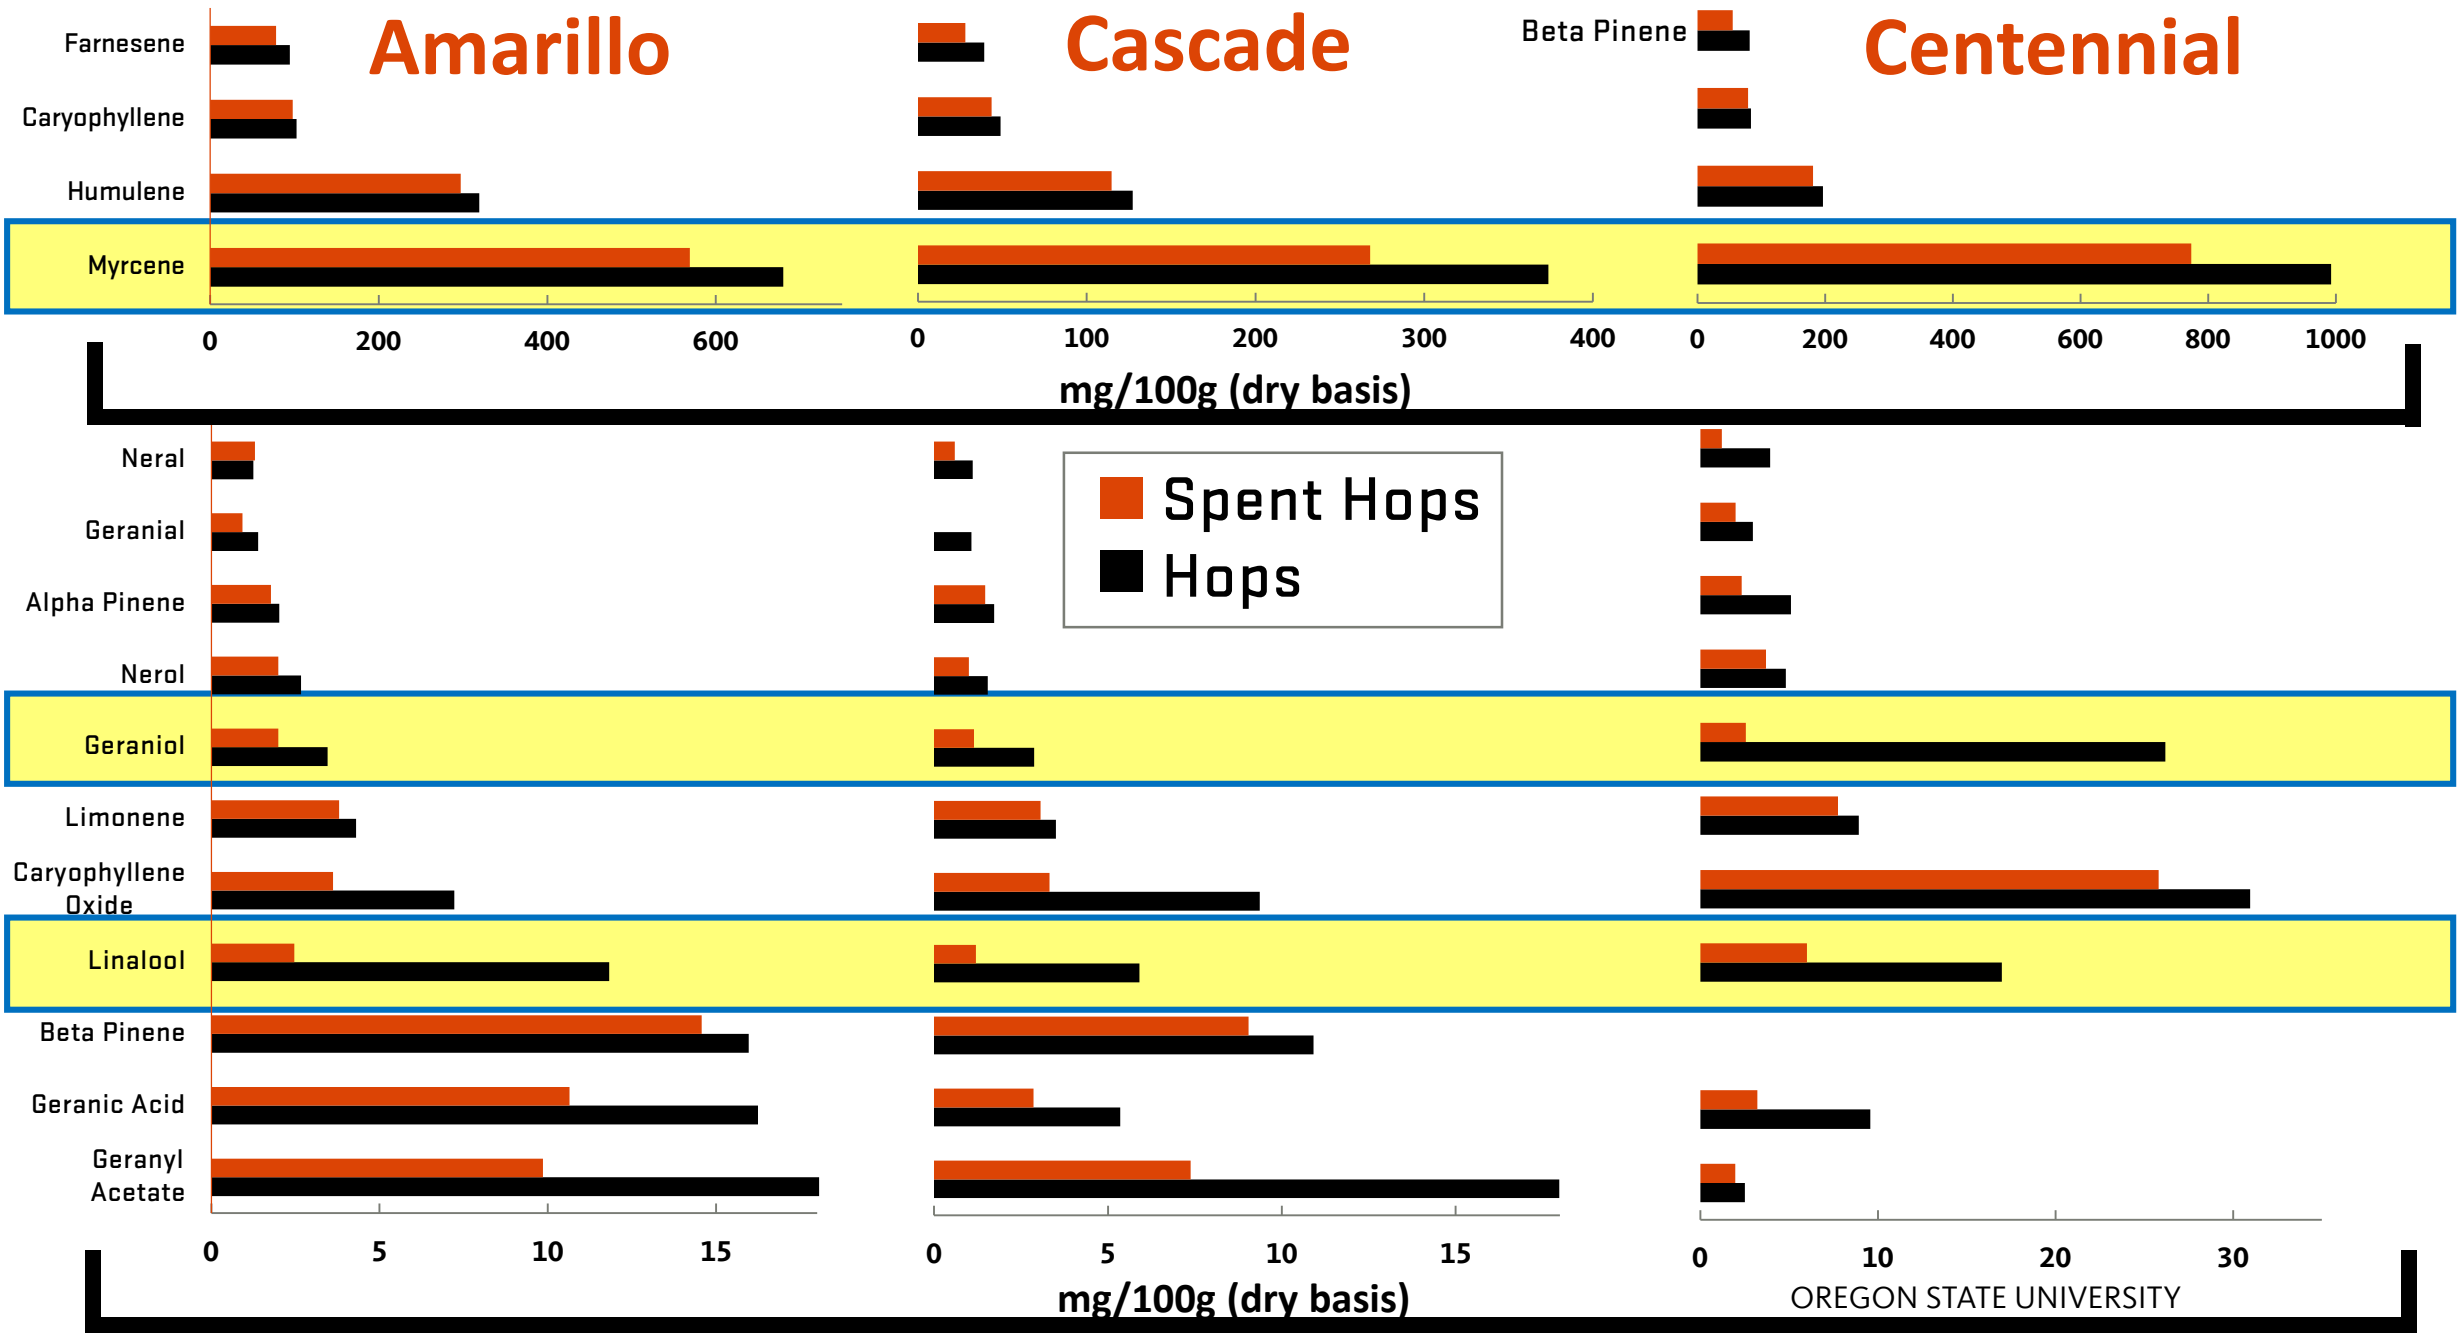 Amarillo
Cascade
Centennial
Farnesene
Beta Pinene
Caryophyllene
Humulene
Myrcene
0 200 400 600
0 100 200 300 400
0 200 400 600 800 1000
mg/100g (dry basis)
Neral
Geranial
Alpha Pinene
Nerol
Geraniol
Limonene
Caryophyllene
Oxide
Linalool
Beta Pinene
Geranic Acid
Geranyl
Acetate
Spent Hops
Hops
0 5 10 15
0 5 10 15
0 10 20 30
mg/100g (dry basis)
OREGON STATE UNIVERSITY